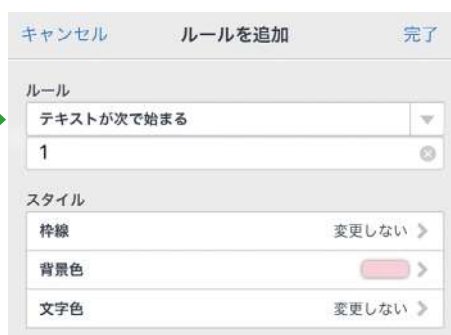 キャンセル ルールを追加 完了
ルール
テキストが次で始まる
1
スタイル
枠線 変更しない
背景色
文字色 変更しない